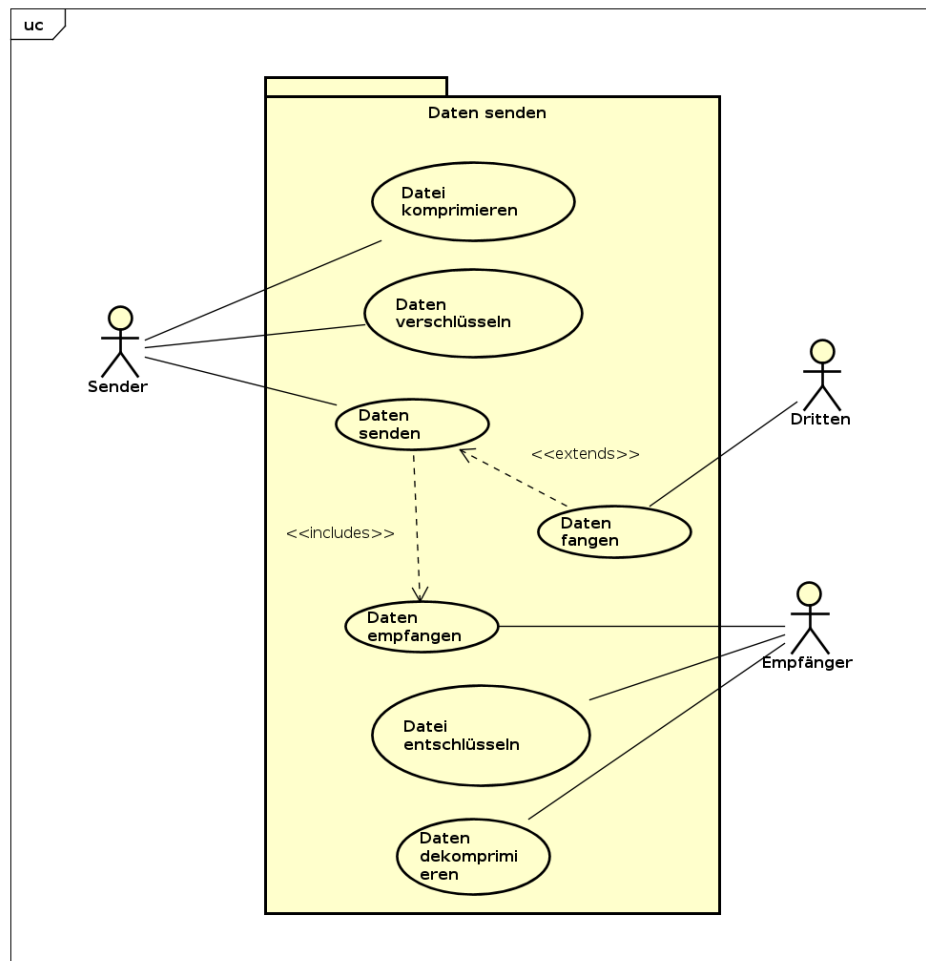 uc
Daten senden
Datei
komprimieren
Daten
verschlüsseln
Sender
Daten
senden
Dritten
<<extends>>
Daten
fangen
<<includes>>
Daten
empfangen
Empfänger
Datei
entschlüsseln
Daten
dekomprimi
eren